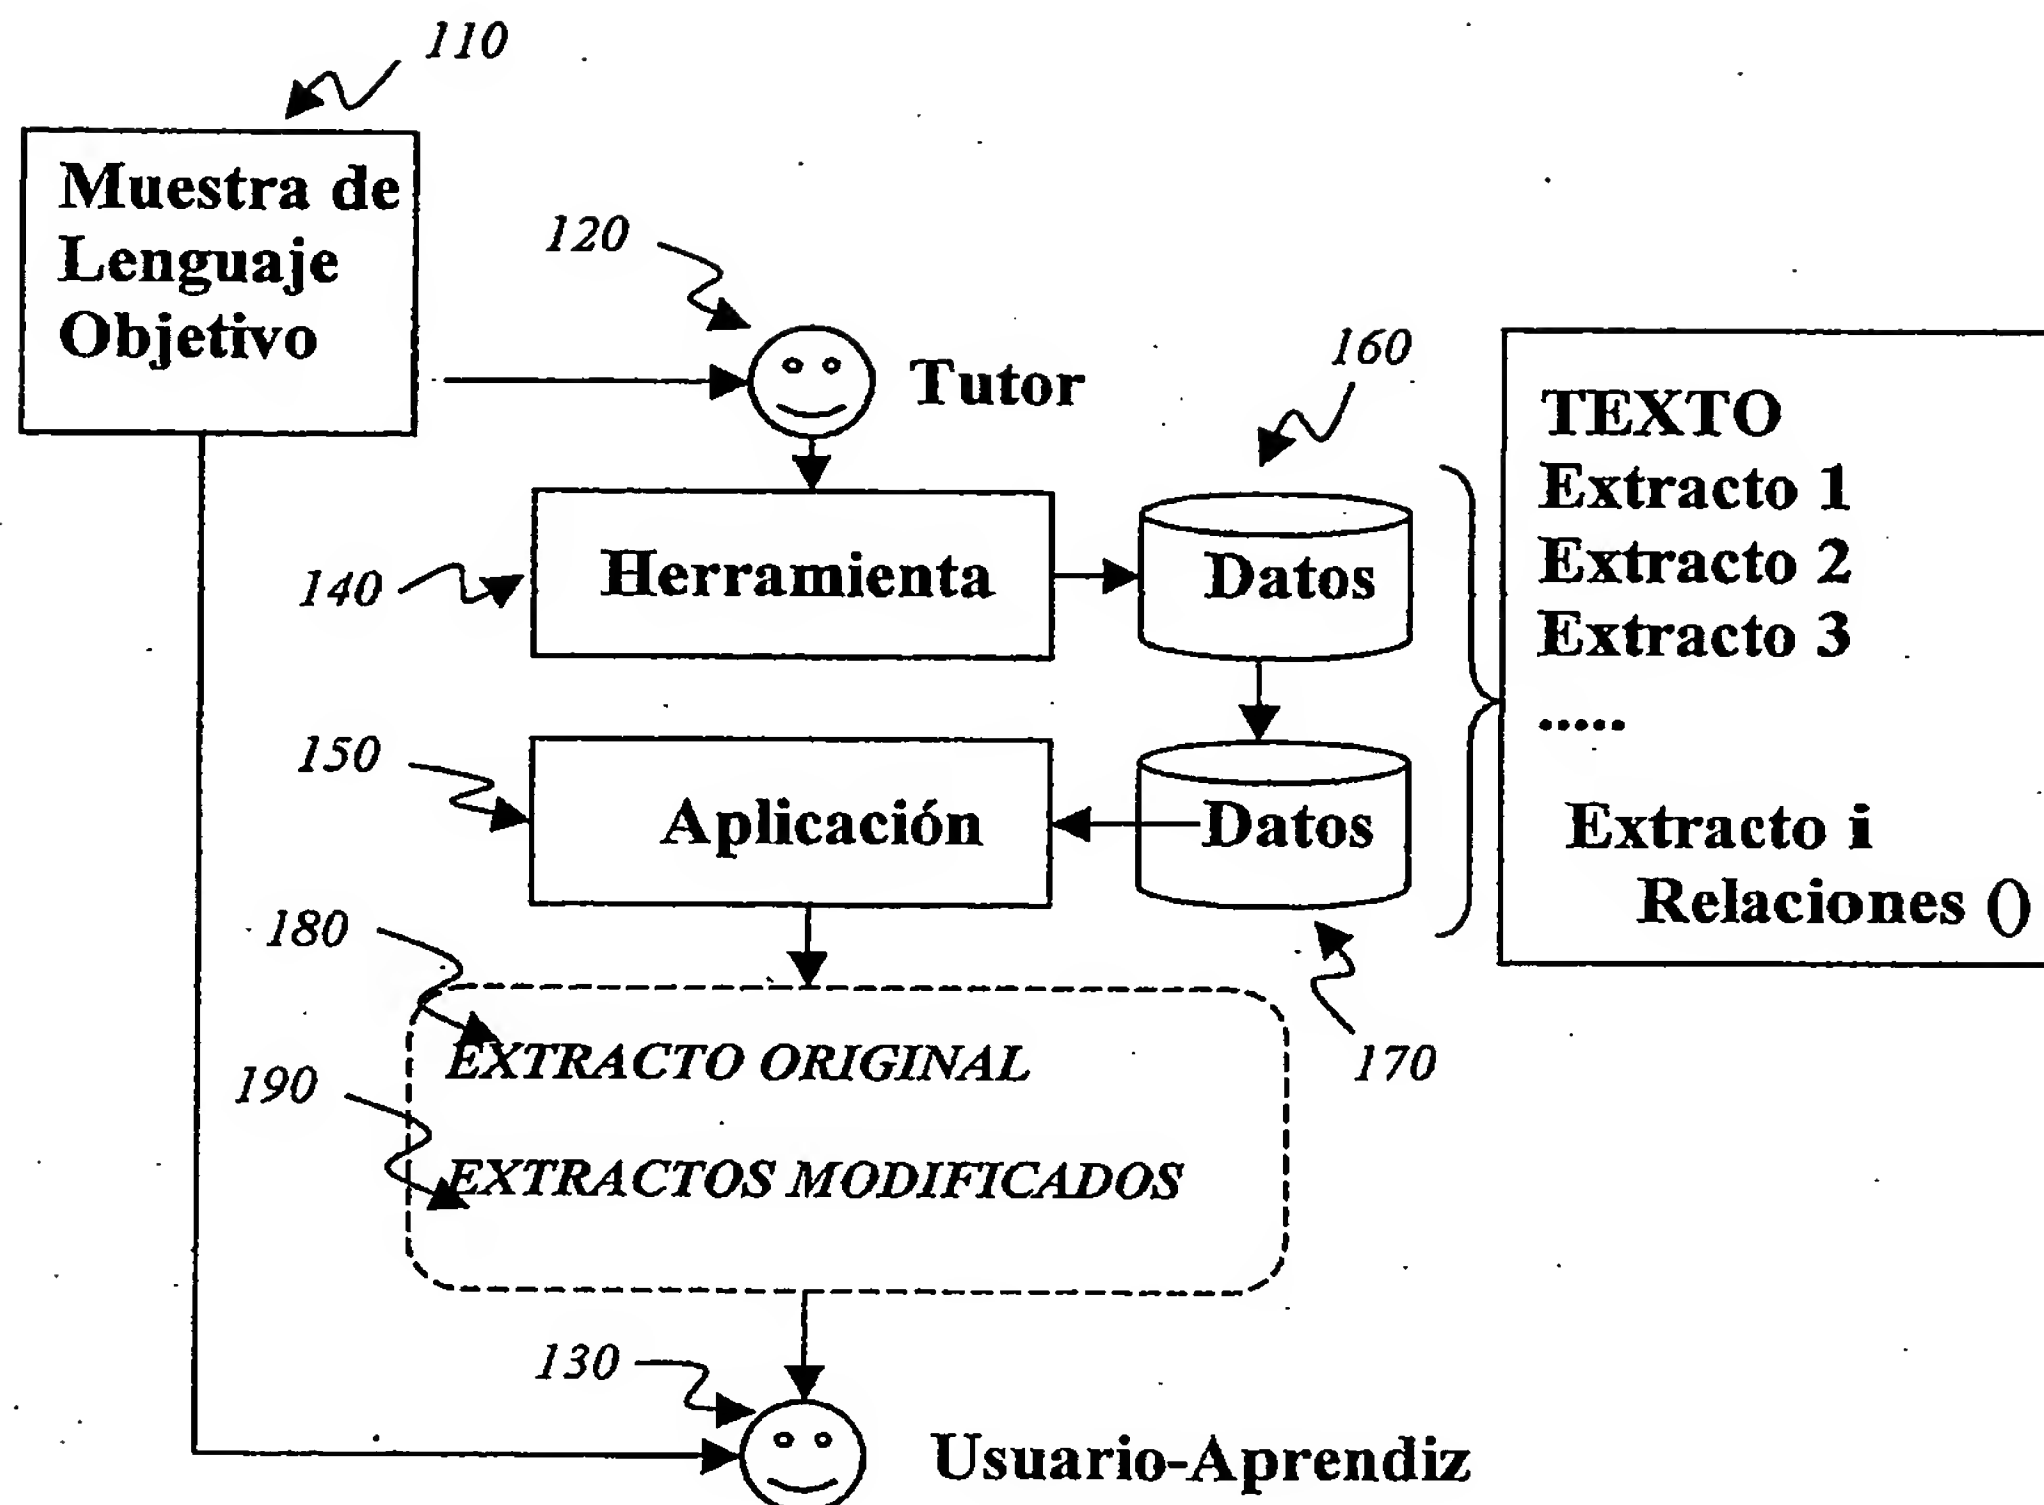 110
Muestra de
Lenguaje
Objetivo
120
Tutor
160
TEXTO
Extracto 1
Extracto 2
Extracto 3
.....
Extracto i
Relaciones ()
140
Herramienta
Datos
150
Aplicación
Datos
180
EXTRACTO ORIGINAL
170
190
EXTRACTOS MODIFICADOS
130
Usuario-Aprendiz